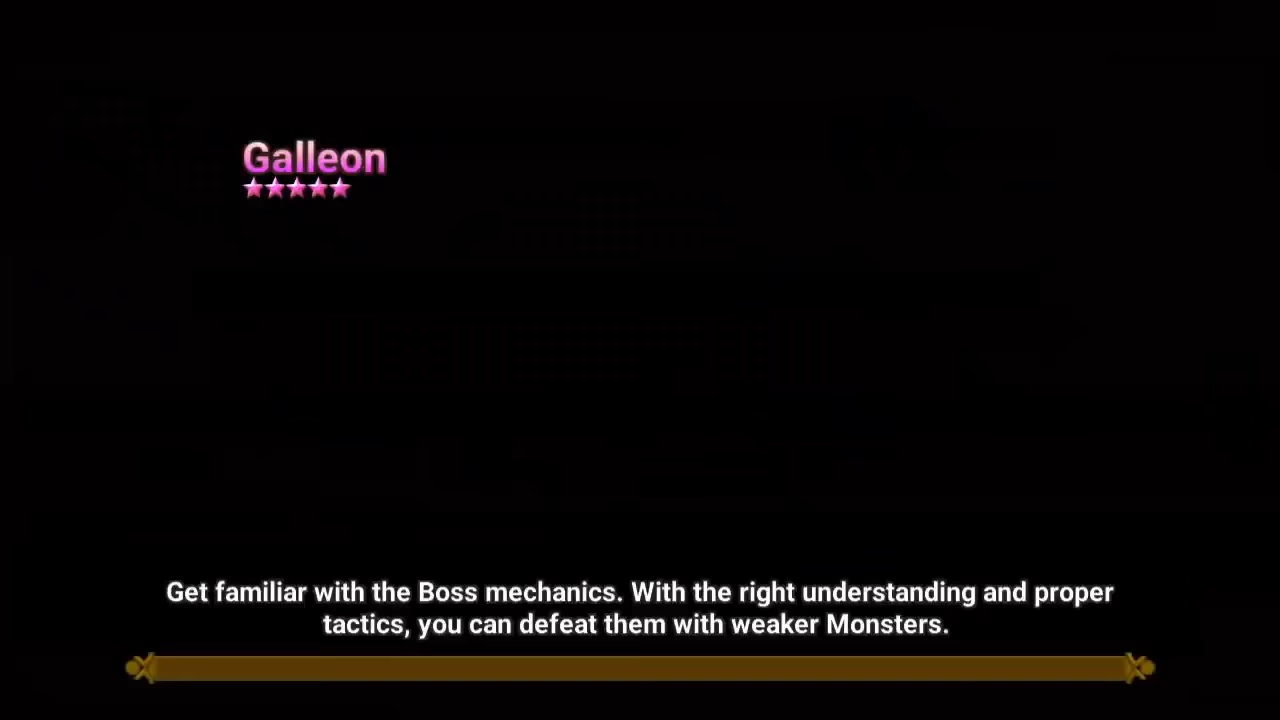 Galleon
★★★★★
Get familiar with the Boss mechanics. With the right understanding and proper
tactics, you can defeat them with weaker Monsters.